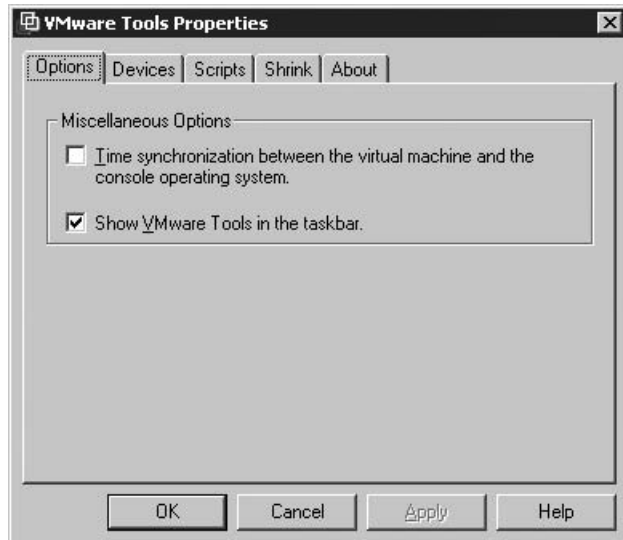 VMware Tools Properties
Options Devices Scripts Shrink About
Miscellaneous Options
Time synchronization between the virtual machine and the
console operating system.
Show VMware Tools in the taskbar.
OK Cancel Apply Help